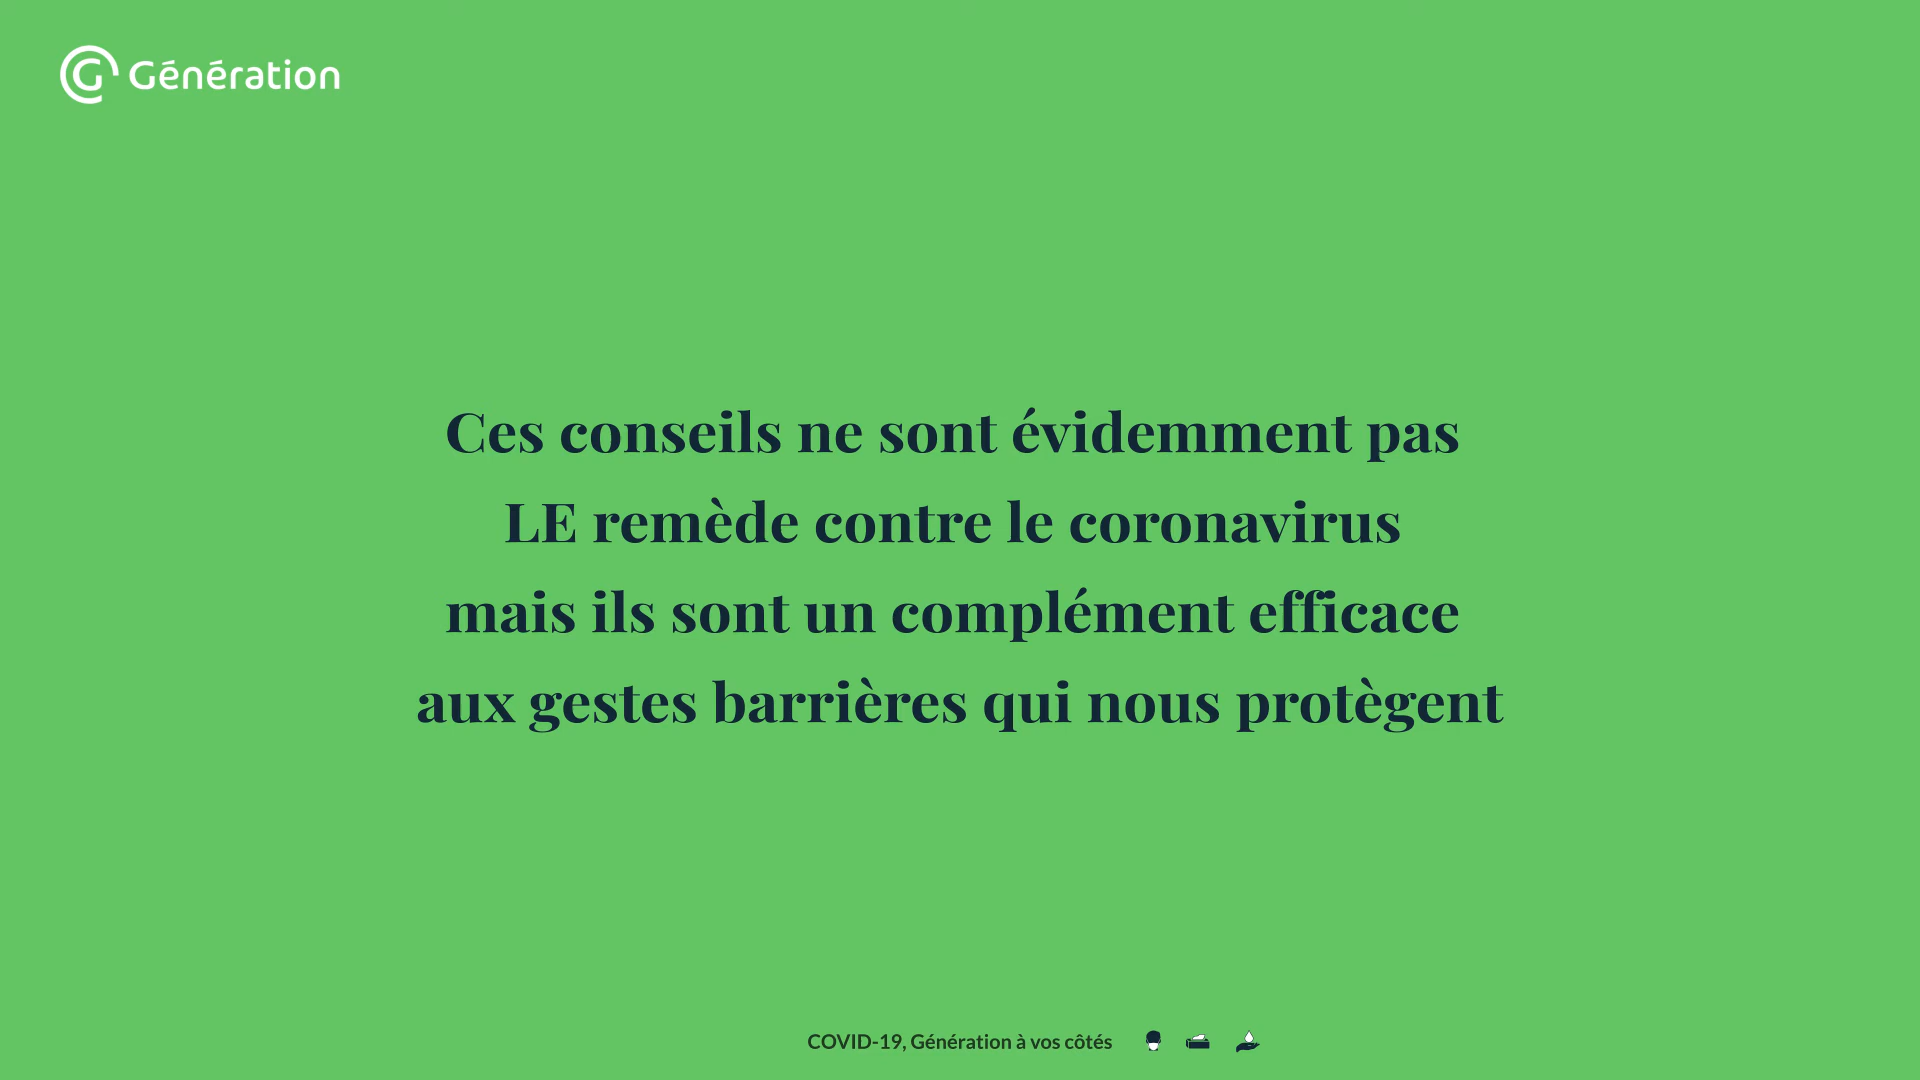 Génération
Ces conseils ne sont évidemment pas
LE remède contre le coronavirus
mais ils sont un complément efficace
aux gestes barrières qui nous protègent
COVID-19, Génération à vos côtés